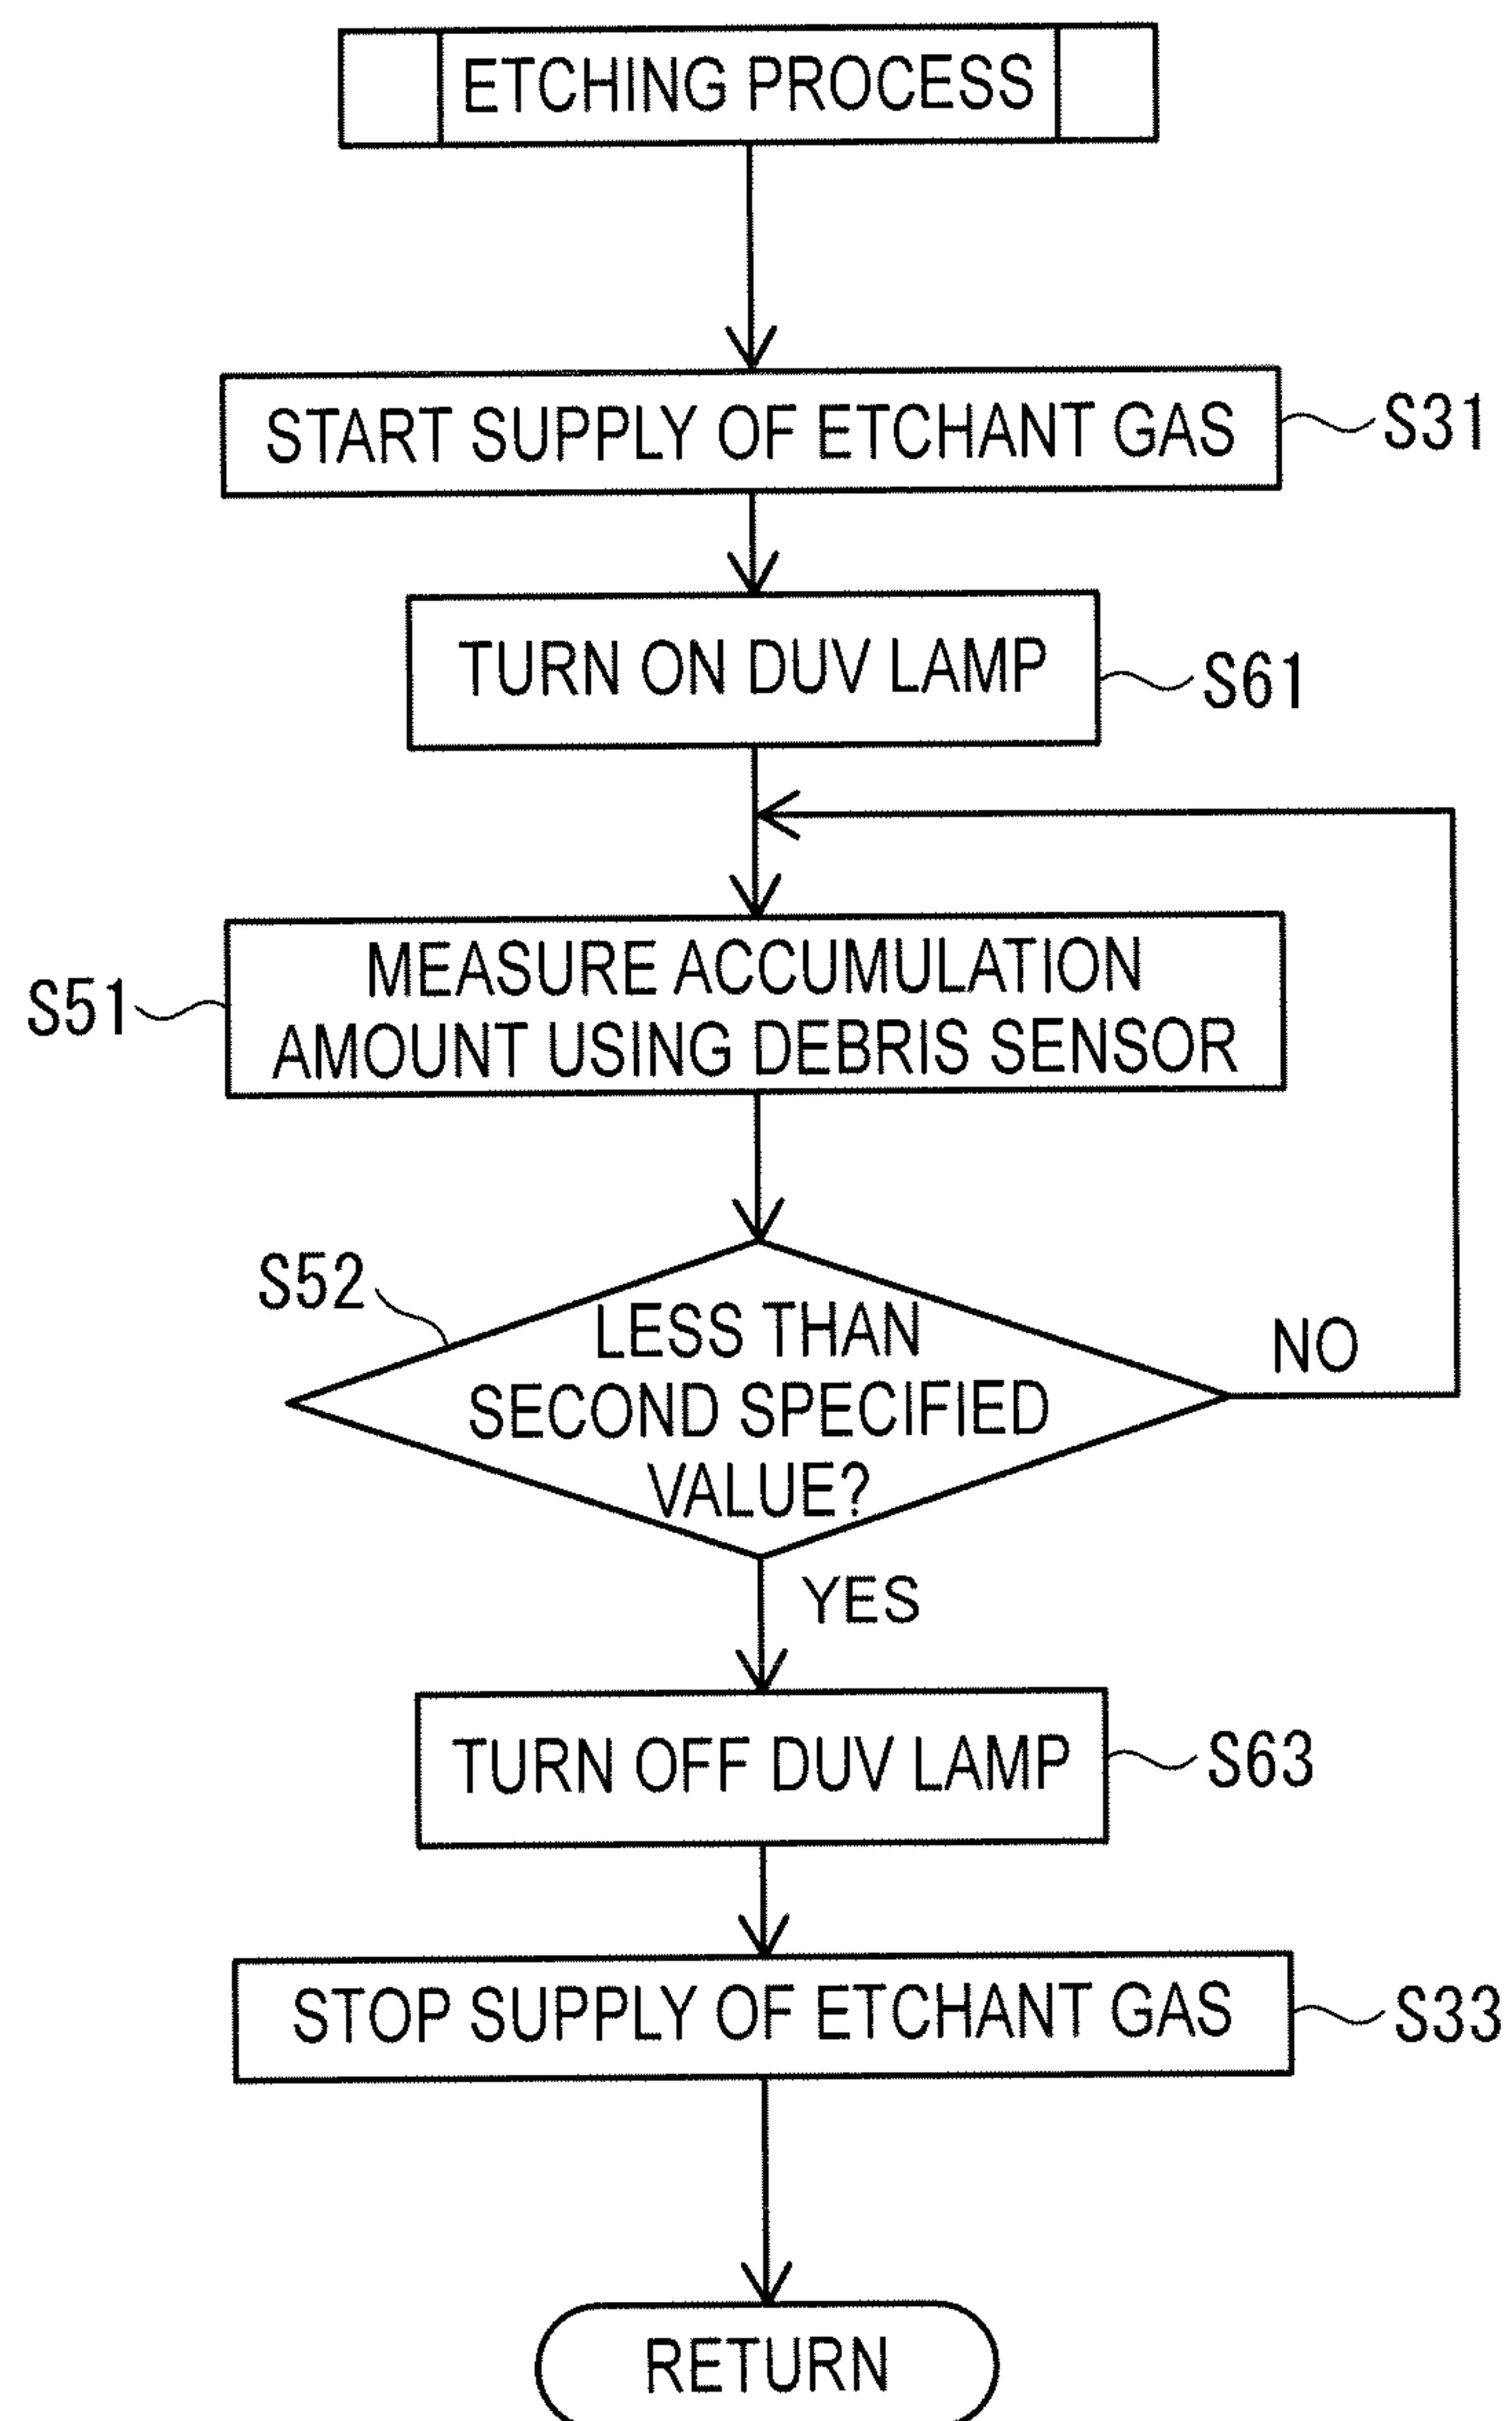 ETCHING PROCESS
START SUPPLY OF ETCHANT GAS
S31
TURN ON DUV LAMP
S61
S51
MEASURE ACCUMULATION
AMOUNT USING DEBRIS SENSOR
S52
LESS THAN
SECOND SPECIFIED
VALUE?
NO
YES
TURN OFF DUV LAMP
S63
STOP SUPPLY OF ETCHANT GAS
S33
RETURN